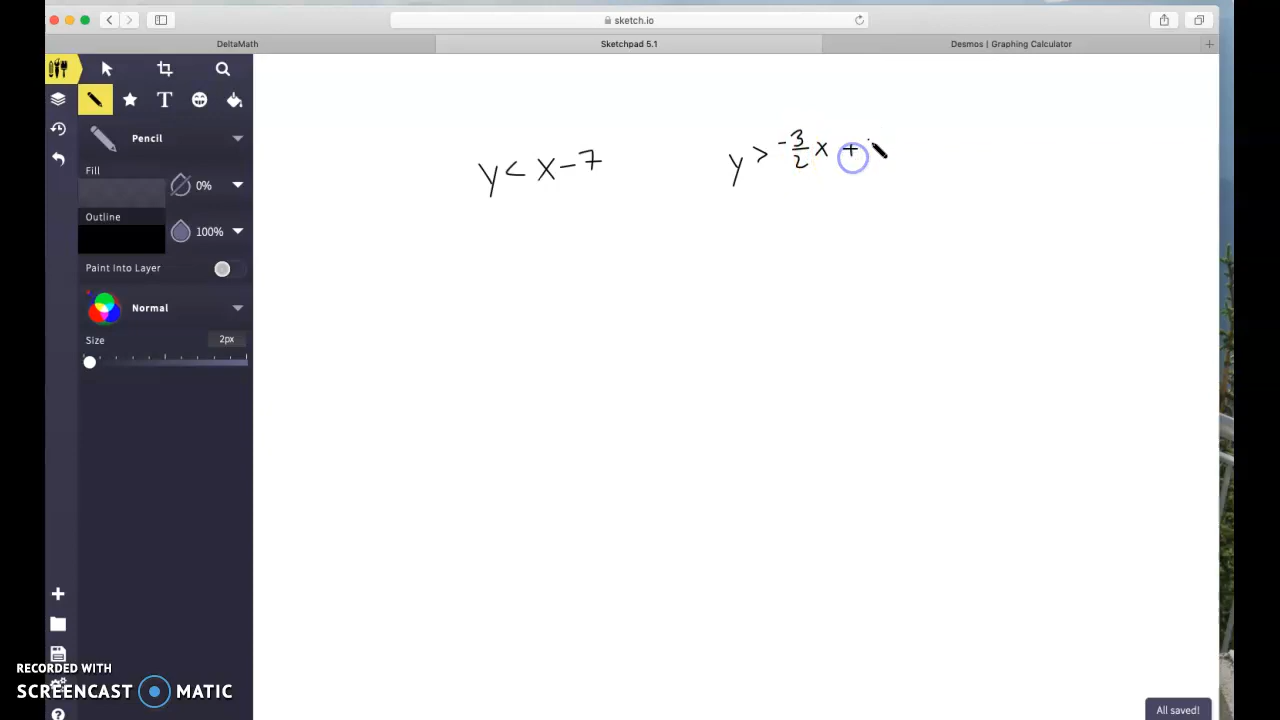 sketch.io
DeltaMath
Sketchpad 5.1
Desmos | Graphing Calculator
T
Pencil
Fill
0%
Outline
100%
Paint Into Layer
Normal
Size
2px
y < x - 7
y > -3/2 x +
RECORDED WITH
SCREENCAST MATIC
All saved!